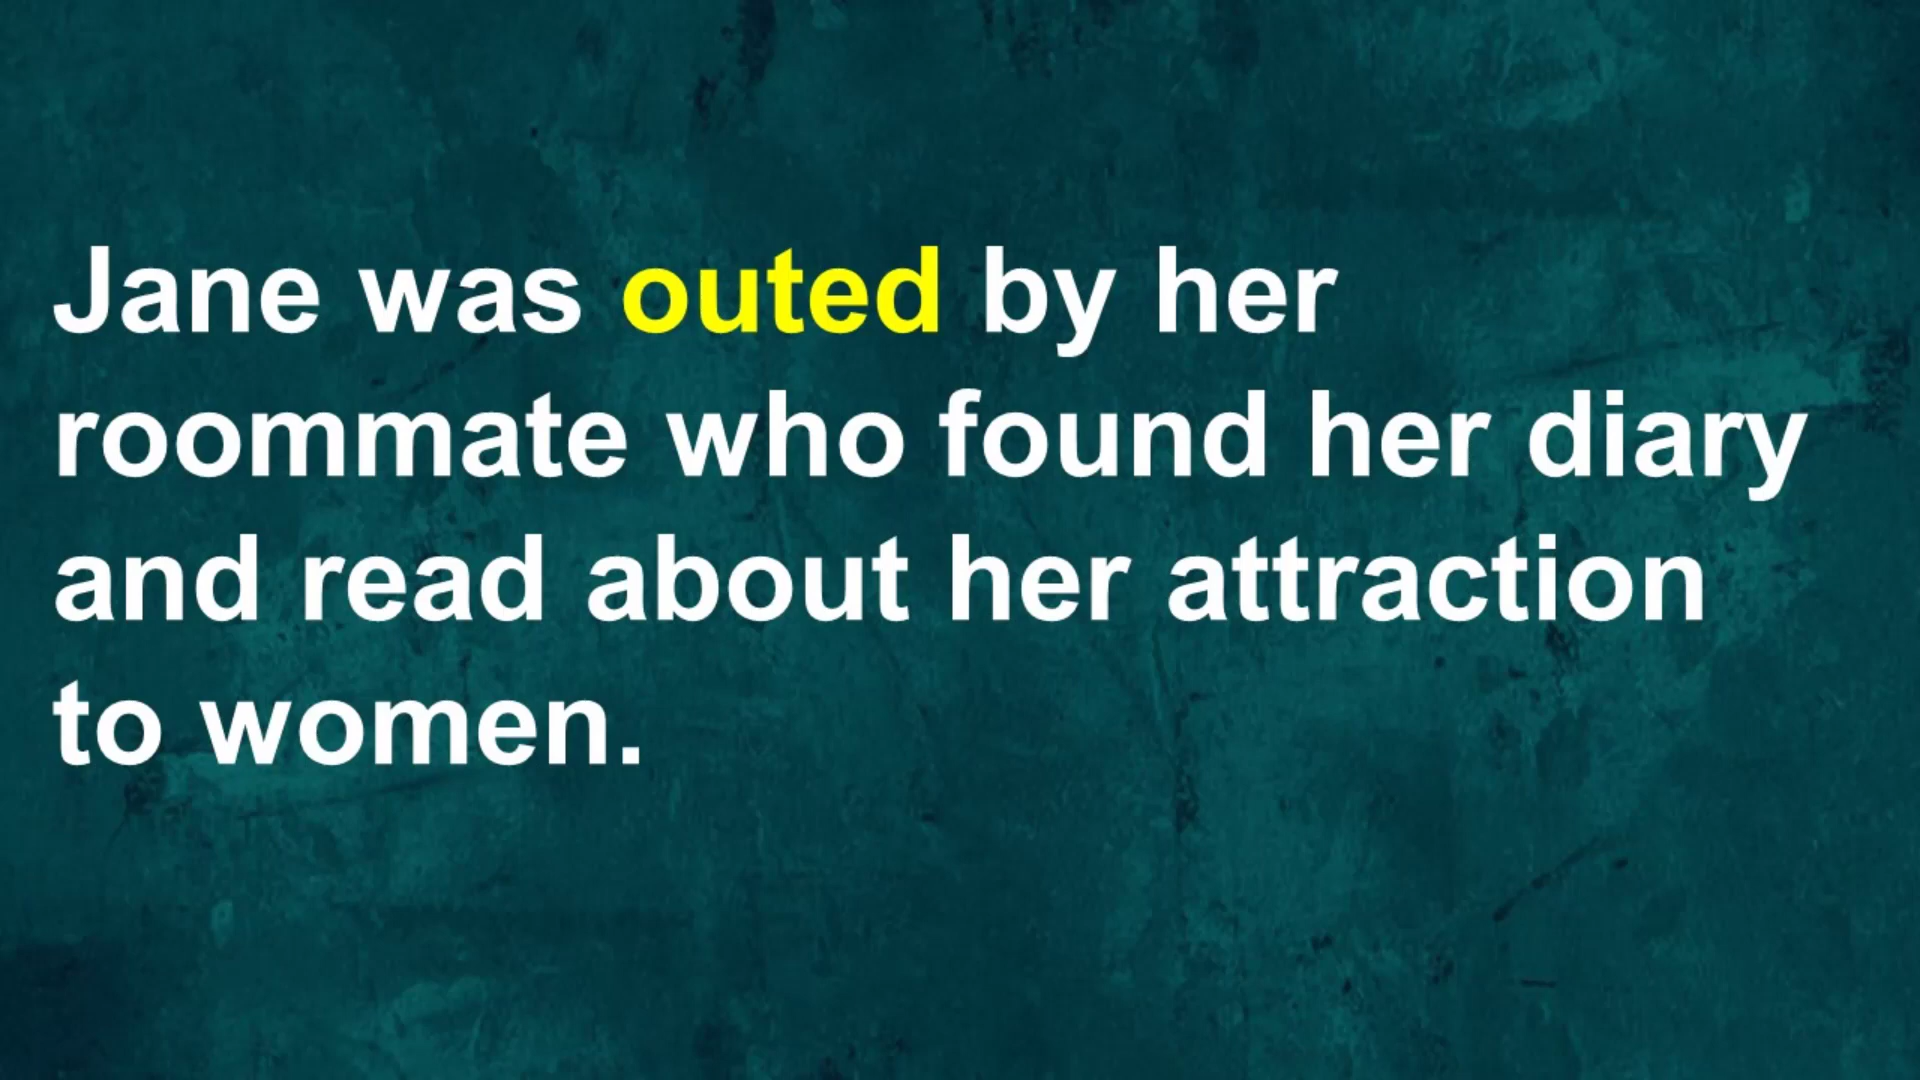 Jane was outed by her
roommate who found her diary
and read about her attraction
to women.